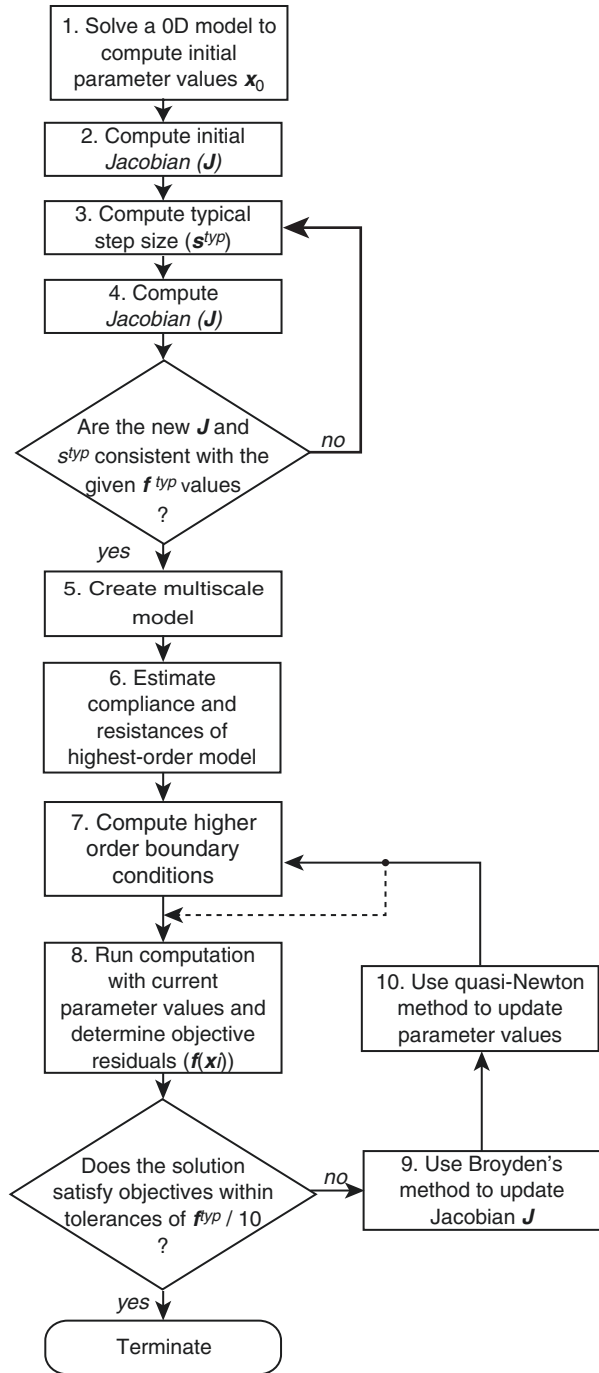 1. Solve a 0D model to
compute initial
parameter values x0
2. Compute initial
Jacobian (J)
3. Compute typical
step size (s^typ)
4. Compute
Jacobian (J)
Are the new J and
s^typ consistent with the
given f^typ values
?
no
yes
5. Create multiscale
model
6. Estimate
compliance and
resistances of
highest-order model
7. Compute higher
order boundary
conditions
8. Run computation
with current
parameter values and
determine objective
residuals (f(xi))
10. Use quasi-Newton
method to update
parameter values
Does the solution
satisfy objectives within
tolerances of f^typ / 10
?
no
9. Use Broyden's
method to update
Jacobian J
yes
Terminate